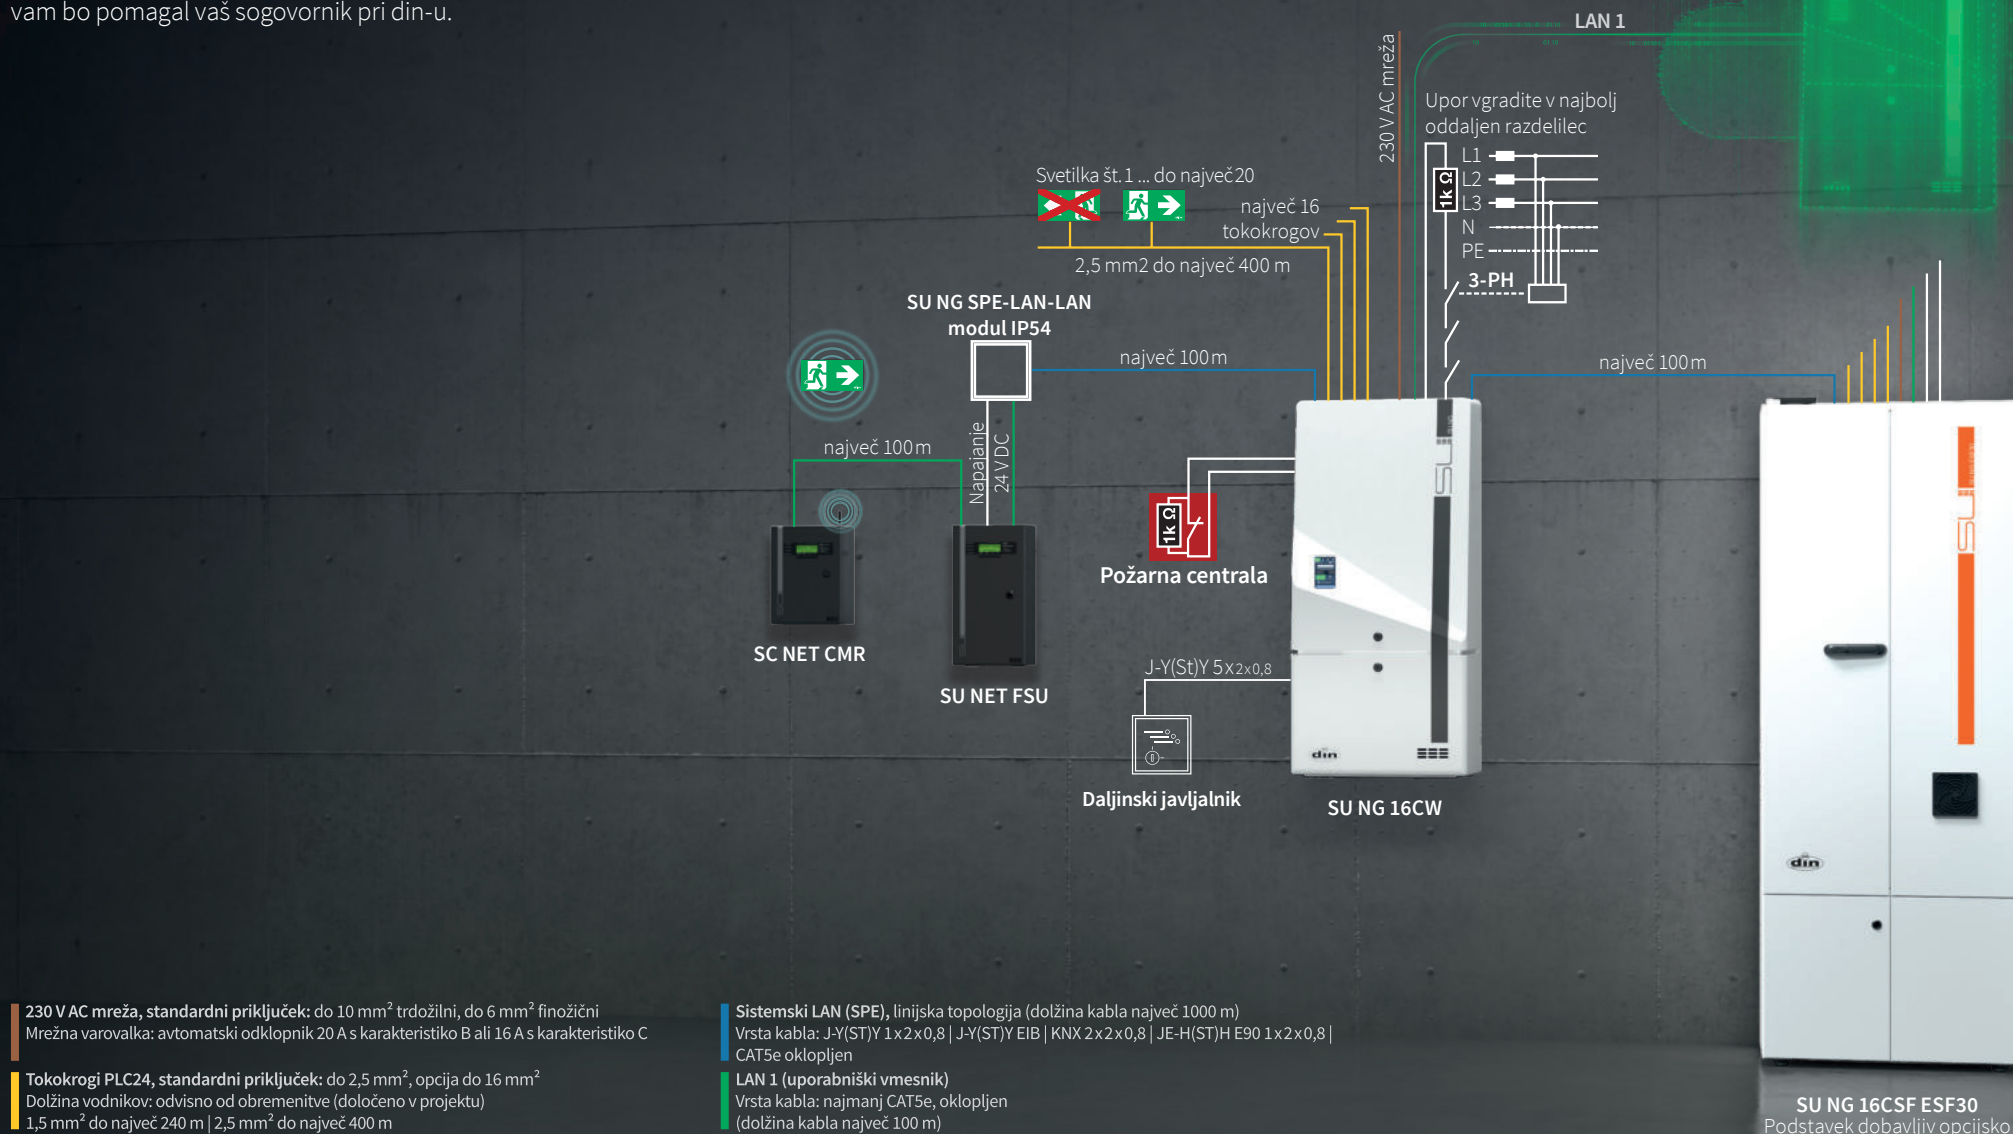 vam bo pomagal vaš sogovornik pri din-u.
LAN 1
230 V AC mreža
Upor vgradite v najbolj
oddaljen razdelilec
L1
L2
L3
N
PE
1k Ω
3-PH
Svetilka št. 1 ... do največ 20
največ 16
tokokrogov
2,5 mm2 do največ 400 m
SU NG SPE-LAN-LAN
modul IP54
največ 100 m
največ 100 m
največ 100 m
Napajanje
24 V DC
1k Ω
Požarna centrala
SC NET CMR
SU NET FSU
J-Y(St)Y 5x2x0,8
Daljinski javljalnik
SU
din
SU NG 16CW
SU
din
SU NG 16CSF ESF30
Podstavek dobavljiv opcijsko
230 V AC mreža, standardni priključek: do 10 mm² trdožilni, do 6 mm² finožični
Mrežna varovalka: avtomatski odklopnik 20 A s karakteristiko B ali 16 A s karakteristiko C
Tokokrogi PLC24, standardni priključek: do 2,5 mm², opcija do 16 mm²
Dolžina vodnikov: odvisno od obremenitve (določeno v projektu)
1,5 mm² do največ 240 m | 2,5 mm² do največ 400 m
Sistemski LAN (SPE), linijska topologija (dolžina kabla največ 1000 m)
Vrsta kabla: J-Y(ST)Y 1x2x0,8 | J-Y(ST)Y EIB | KNX 2x2x0,8 | JE-H(ST)H E90 1x2x0,8 |
CAT5e oklopljen
LAN 1 (uporabniški vmesnik)
Vrsta kabla: najmanj CAT5e, oklopljen
(dolžina kabla največ 100 m)